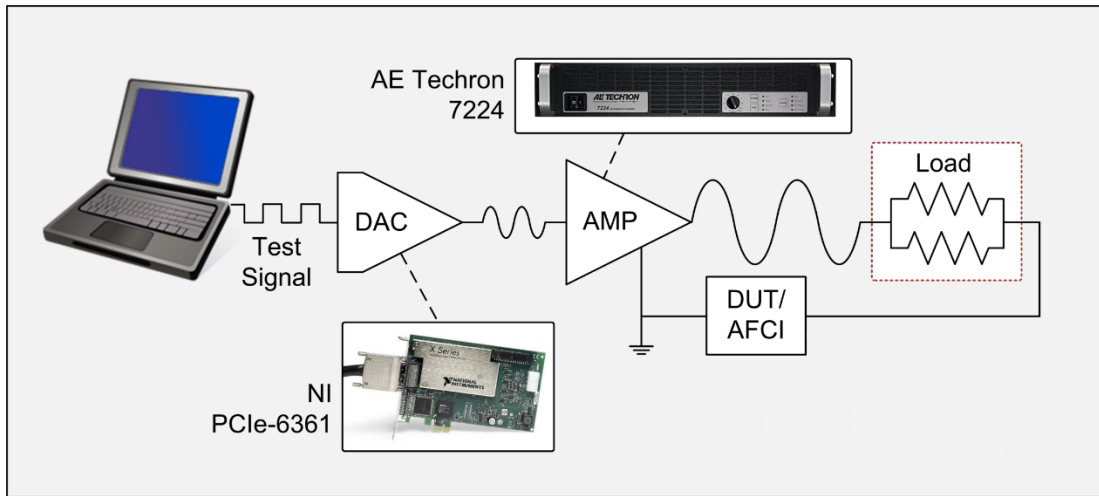 AE Techron
7224
AE TECHRON
7224
Load
DAC
AMP
Test
Signal
DUT/
AFCI
X Series
NATIONAL
INSTRUMENTS
NI
PCIe-6361